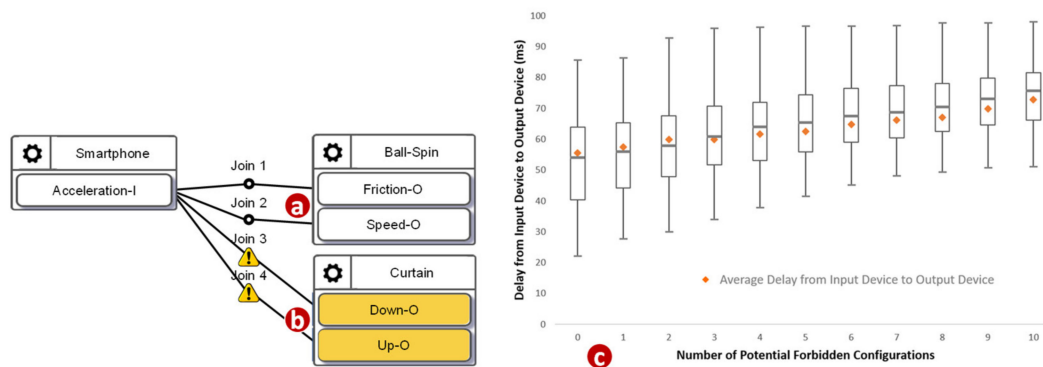 Smartphone
Acceleration-I
Join 1
Join 2
Join 3
Join 4
a
b
Ball-Spin
Friction-O
Speed-O
Curtain
Down-O
Up-O
Delay from Input Device to Output Device (ms)
100
90
80
70
60
50
40
30
20
10
0
Average Delay from Input Device to Output Device
0 1 2 3 4 5 6 7 8 9 10
c
Number of Potential Forbidden Configurations